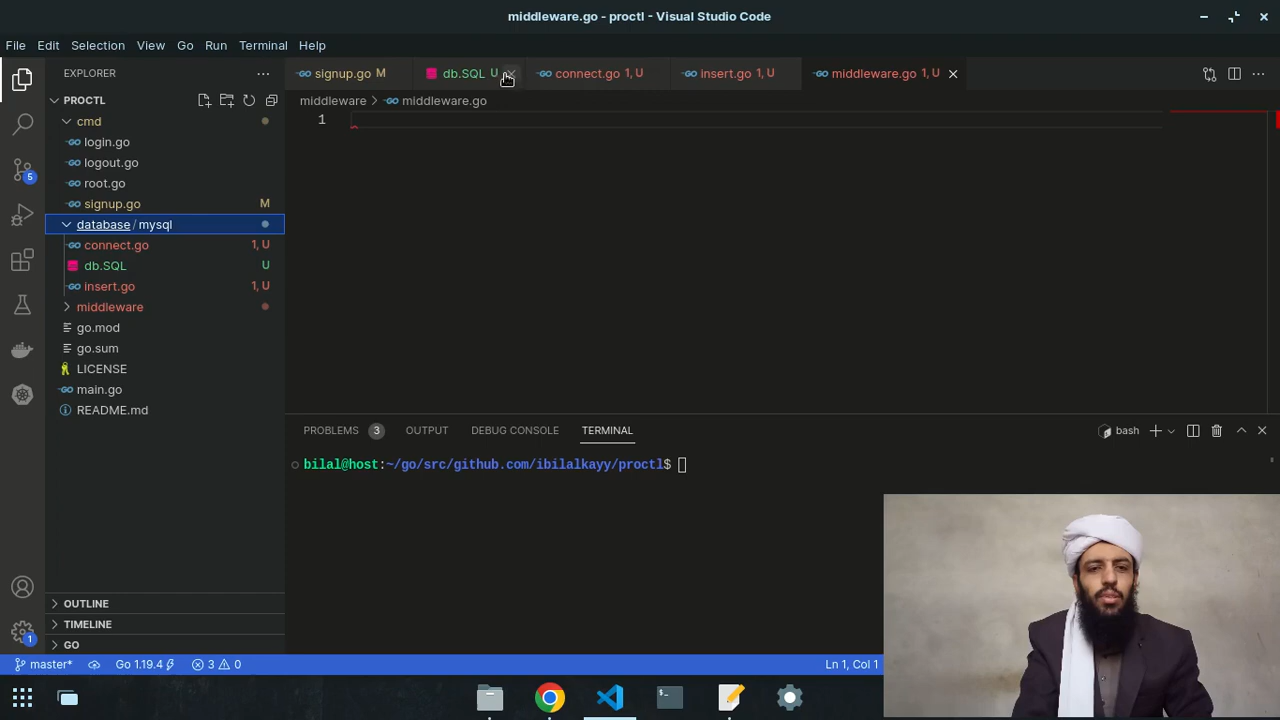 middleware.go - proctl - Visual Studio Code
File Edit Selection View Go Run Terminal Help
EXPLORER
signup.go M
db.SQL U
connect.go 1, U
insert.go 1, U
middleware.go 1, U
PROCTL
middleware > middleware.go
cmd
1
login.go
logout.go
root.go
signup.go M
database / mysql
connect.go 1, U
db.SQL U
insert.go 1, U
middleware
go.mod
go.sum
LICENSE
main.go
README.md
PROBLEMS 3 OUTPUT DEBUG CONSOLE TERMINAL
bash
bilal@host:~/go/src/github.com/ibilalkayy/proctl$
5
OUTLINE
TIMELINE
GO
1
master* Go 1.19.4 3 0 Ln 1, Col 1